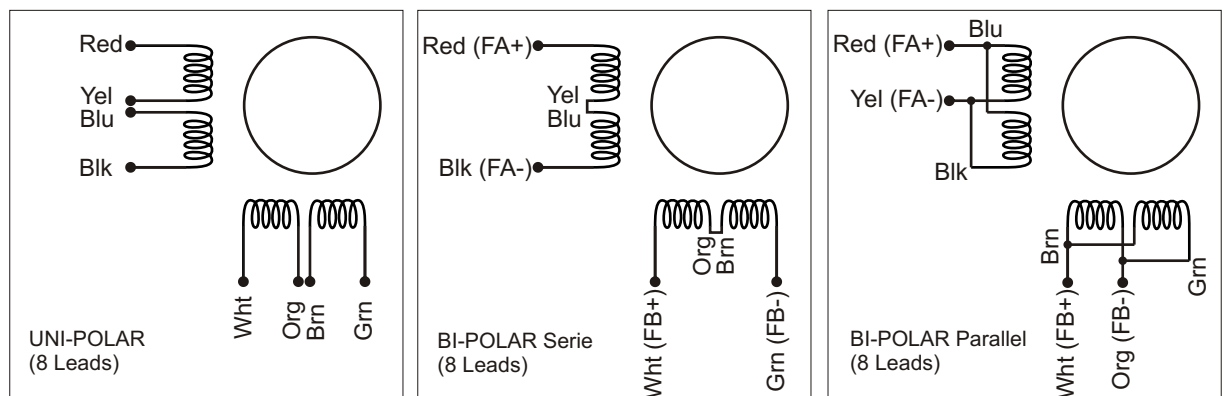 Red
Yel
Blu
Blk
Wht
Org
Brn
Grn
UNI-POLAR
(8 Leads)
Red (FA+)
Yel
Blu
Blk (FA-)
Org
Brn
Wht (FB+)
Grn (FB-)
BI-POLAR Serie
(8 Leads)
Blu
Red (FA+)
Yel (FA-)
Blk
Brn
Grn
Wht (FB+)
Org (FB-)
BI-POLAR Parallel
(8 Leads)